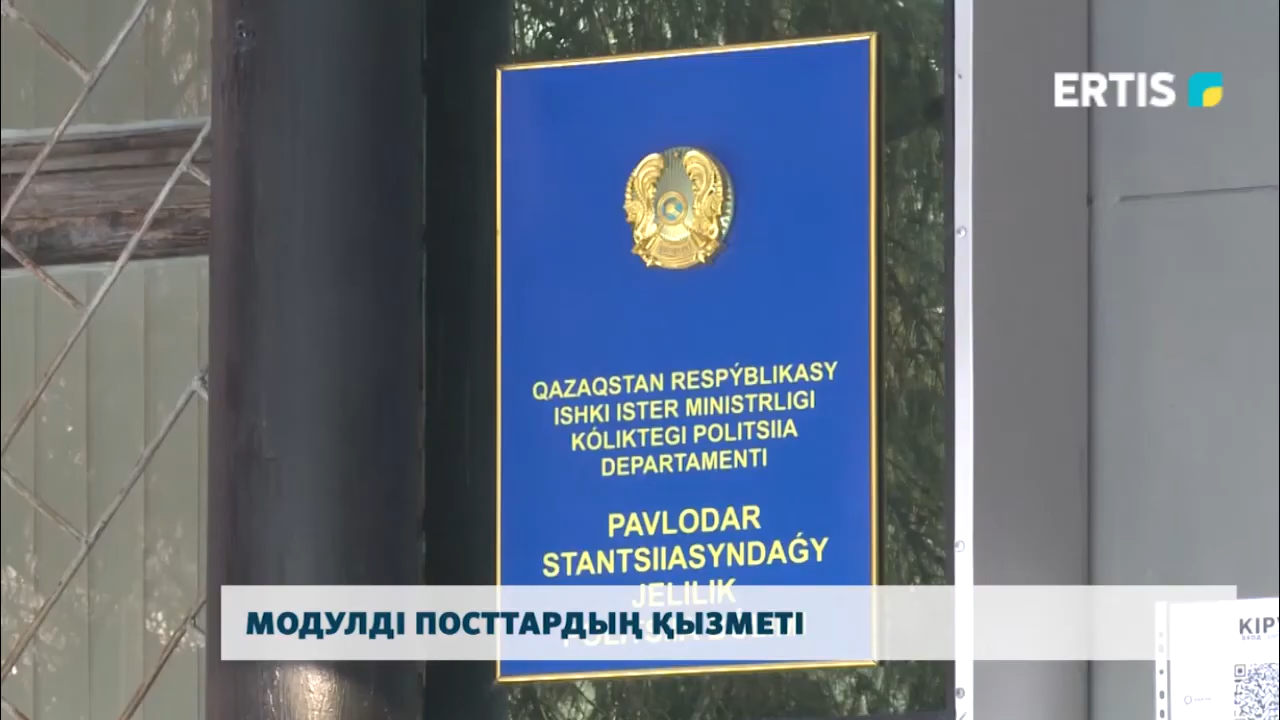 ERTIS
QAZAQSTAN RESPÝBLIKASY
ISHKI ISTER MINISTRLIGI
KÓLIKTEGI POLITSIIA
DEPARTAMENTI
PAVLODAR
STANTSIIASYNDAǴY
JELILIK
МОДУЛДІ ПОСТТАРДЫҢ ҚЫЗМЕТІ